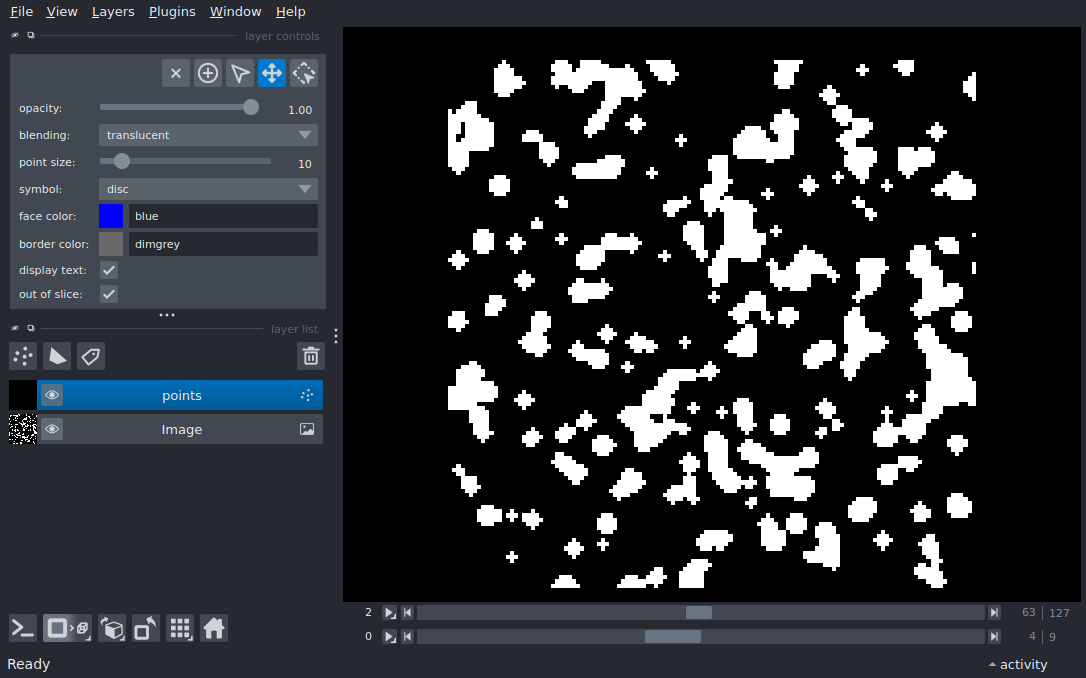 File View Layers Plugins Window Help
layer controls
opacity: 1.00
blending: translucent
point size: 10
symbol: disc
face color: blue
border color: dimgrey
display text:
out of slice:
layer list
points
Image
2 63 127
0 4 9
Ready activity